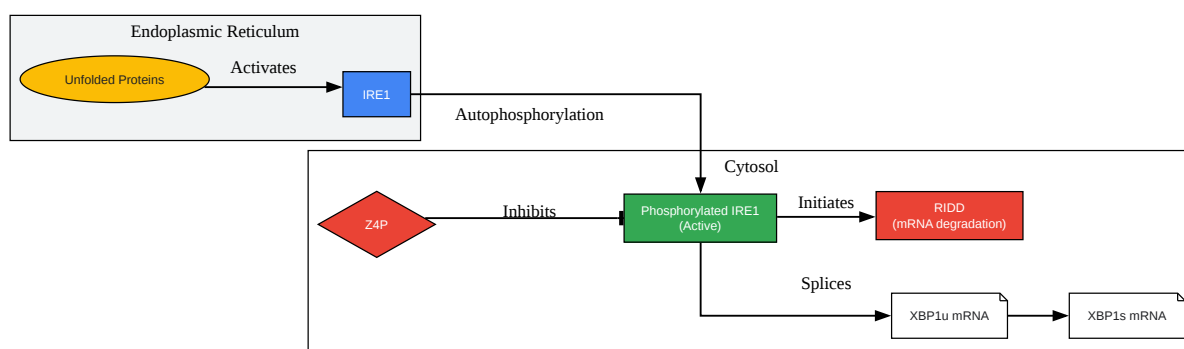 Endoplasmic Reticulum
Unfolded Proteins
Activates
IRE1
Autophosphorylation
Cytosol
Z4P
Inhibits
Phosphorylated IRE1
(Active)
Initiates
RIDD
(mRNA degradation)
Splices
XBP1u mRNA
XBP1s mRNA